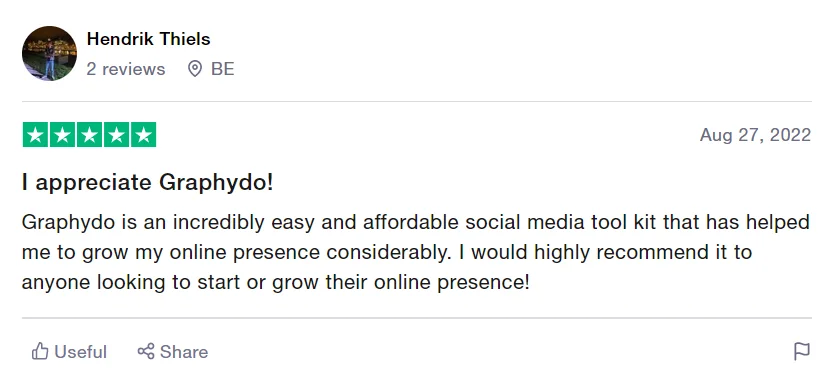 Hendrik Thiels
2 reviews BE
Aug 27, 2022
I appreciate Graphydo!
Graphydo is an incredibly easy and affordable social media tool kit that has helped
me to grow my online presence considerably. I would highly recommend it to
anyone looking to start or grow their online presence!
Useful Share